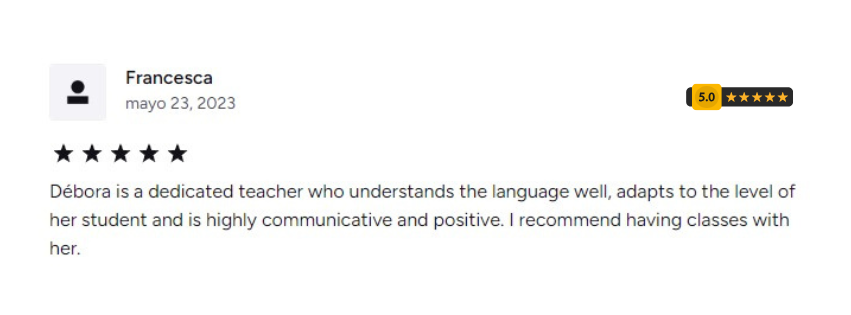 Francesca
mayo 23, 2023
5.0
Débora is a dedicated teacher who understands the language well, adapts to the level of
her student and is highly communicative and positive. I recommend having classes with
her.